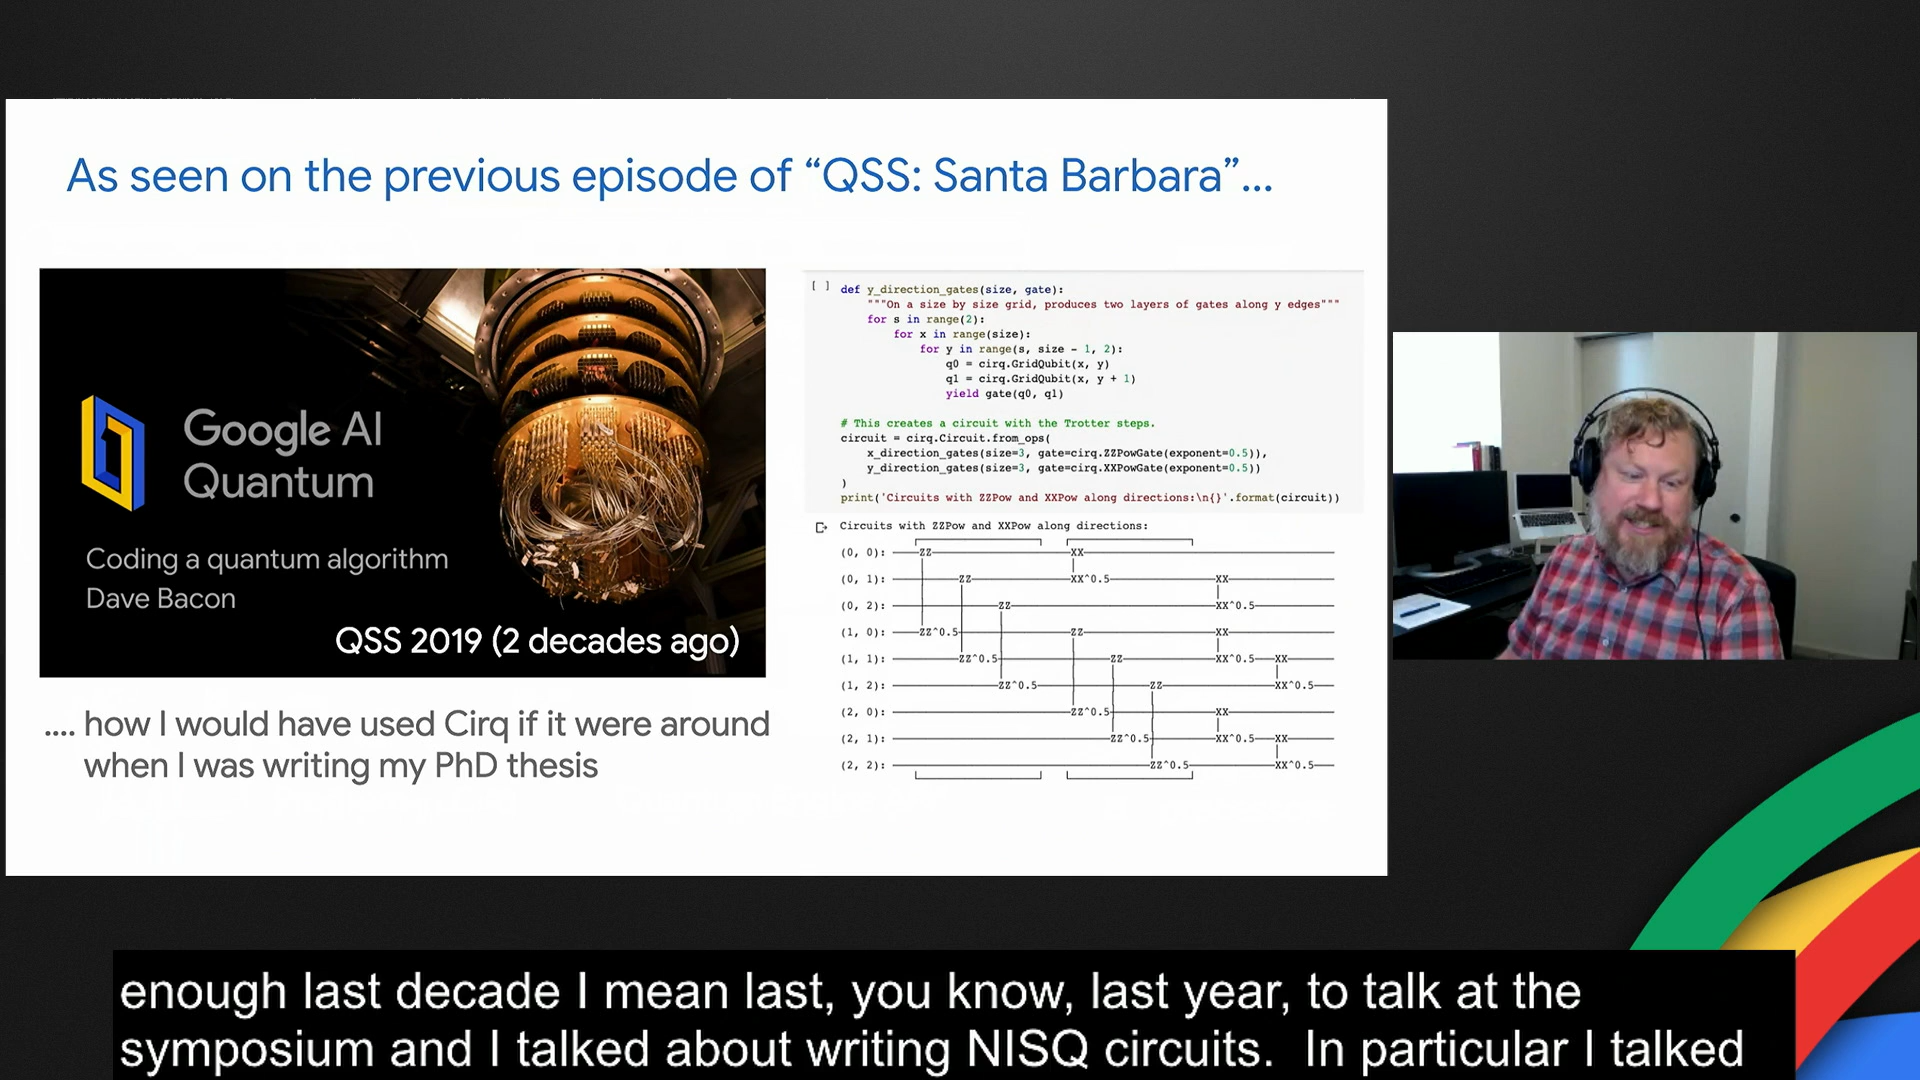 As seen on the previous episode of “QSS: Santa Barbara”...
Google AI
Quantum
Coding a quantum algorithm
Dave Bacon
QSS 2019 (2 decades ago)
.... how I would have used Cirq if it were around
when I was writing my PhD thesis
[ ] def y_direction_gates(size, gate):
"""On a size by size grid, produces two layers of gates along y edges"""
for s in range(2):
for x in range(size):
for y in range(s, size - 1, 2):
q0 = cirq.GridQubit(x, y)
q1 = cirq.GridQubit(x, y + 1)
yield gate(q0, q1)
# This creates a circuit with the Trotter steps.
circuit = cirq.Circuit.from_ops(
x_direction_gates(size=3, gate=cirq.ZZPowGate(exponent=0.5)),
y_direction_gates(size=3, gate=cirq.XXPowGate(exponent=0.5))
)
print('Circuits with ZZPow and XXPow along directions:\n{}'.format(circuit))
Circuits with ZZPow and XXPow along directions:
(0, 0): ZZ XX
(0, 1): ZZ XX^0.5 XX
(0, 2): ZZ XX^0.5
(1, 0): ZZ^0.5 ZZ XX
(1, 1): ZZ^0.5 ZZ XX^0.5 XX
(1, 2): ZZ^0.5 ZZ XX^0.5
(2, 0): ZZ^0.5 XX
(2, 1): ZZ^0.5 XX^0.5 XX
(2, 2): ZZ^0.5 XX^0.5
enough last decade I mean last, you know, last year, to talk at the
symposium and I talked about writing NISQ circuits. In particular I talked